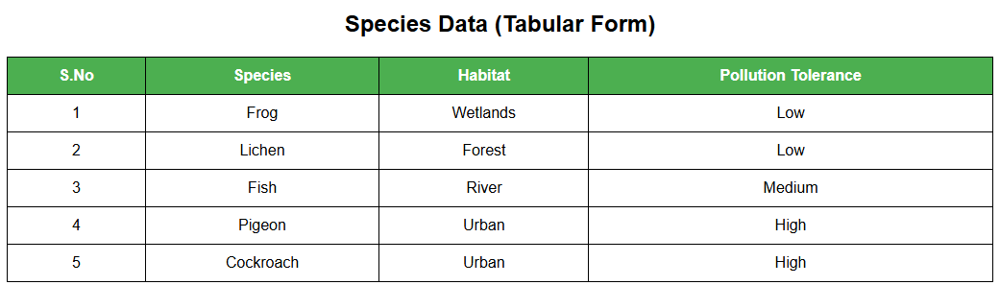 Species Data (Tabular Form)
S.No Species Habitat Pollution Tolerance
1 Frog Wetlands Low
2 Lichen Forest Low
3 Fish River Medium
4 Pigeon Urban High
5 Cockroach Urban High